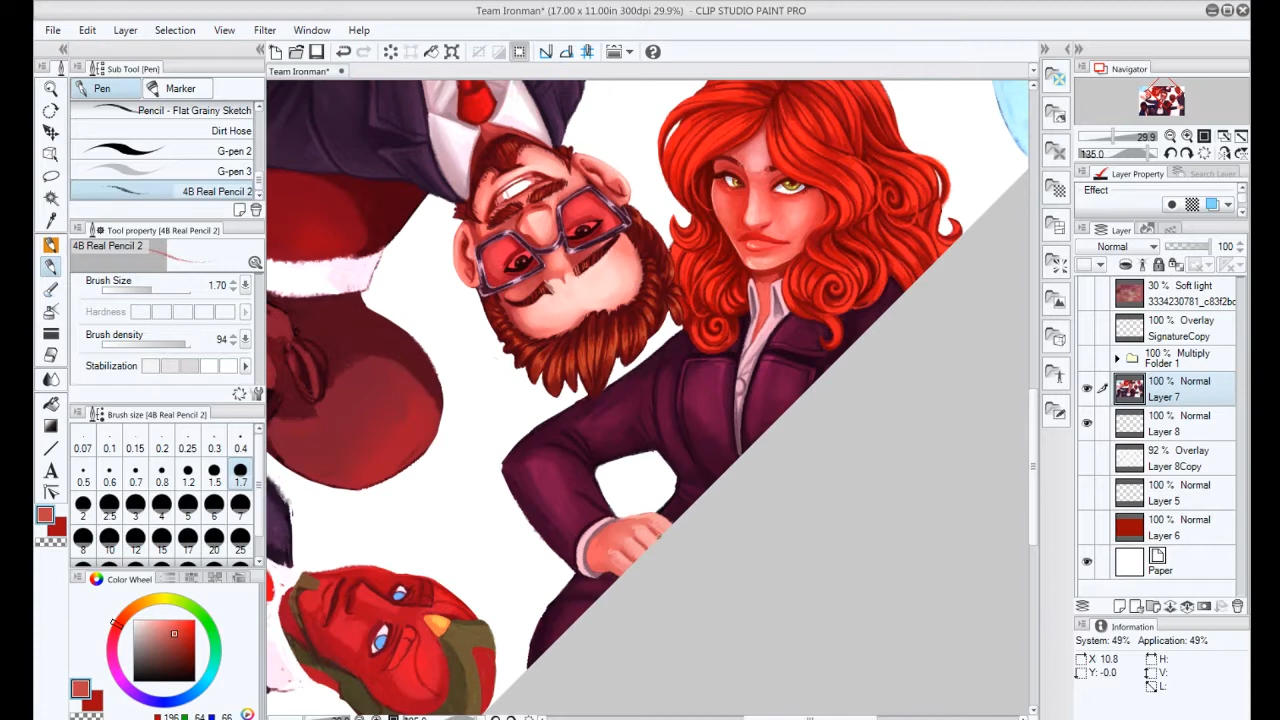 Team Ironman* (17.00 x 11.00in 300dpi 29.9%) - CLIP STUDIO PAINT PRO
File Edit Layer Selection View Filter Window Help
Sub Tool [Pen]
Pen Marker
Pencil - Flat Grainy Sketch
Dirt Hose
G-pen 2
G-pen 3
4B Real Pencil 2
Tool property [4B Real Pencil 2]
4B Real Pencil 2
Brush Size 1.70
Hardness
Brush density 94
Stabilization
Brush size [4B Real Pencil 2]
0.07 0.1 0.15 0.2 0.25 0.3 0.4
0.5 0.6 0.7 0.8 1.2 1.5 1.7
2 2.5 3 4 5 6 7
8 10 12 15 17 20 25
Color Wheel
196 64 66
Team Ironman*
Navigator
29.9
135.0
Layer Property Search Layer
Effect
Layer
Normal 100
30 % Soft light
3334230781_c83f2bc
100 % Overlay
SignatureCopy
100 % Multiply
Folder 1
100 % Normal
Layer 7
100 % Normal
Layer 8
92 % Overlay
Layer 8Copy
100 % Normal
Layer 5
100 % Normal
Layer 6
Paper
Information
System: 49% Application: 49%
X 10.8 H:
Y: -0.0 V:
L: